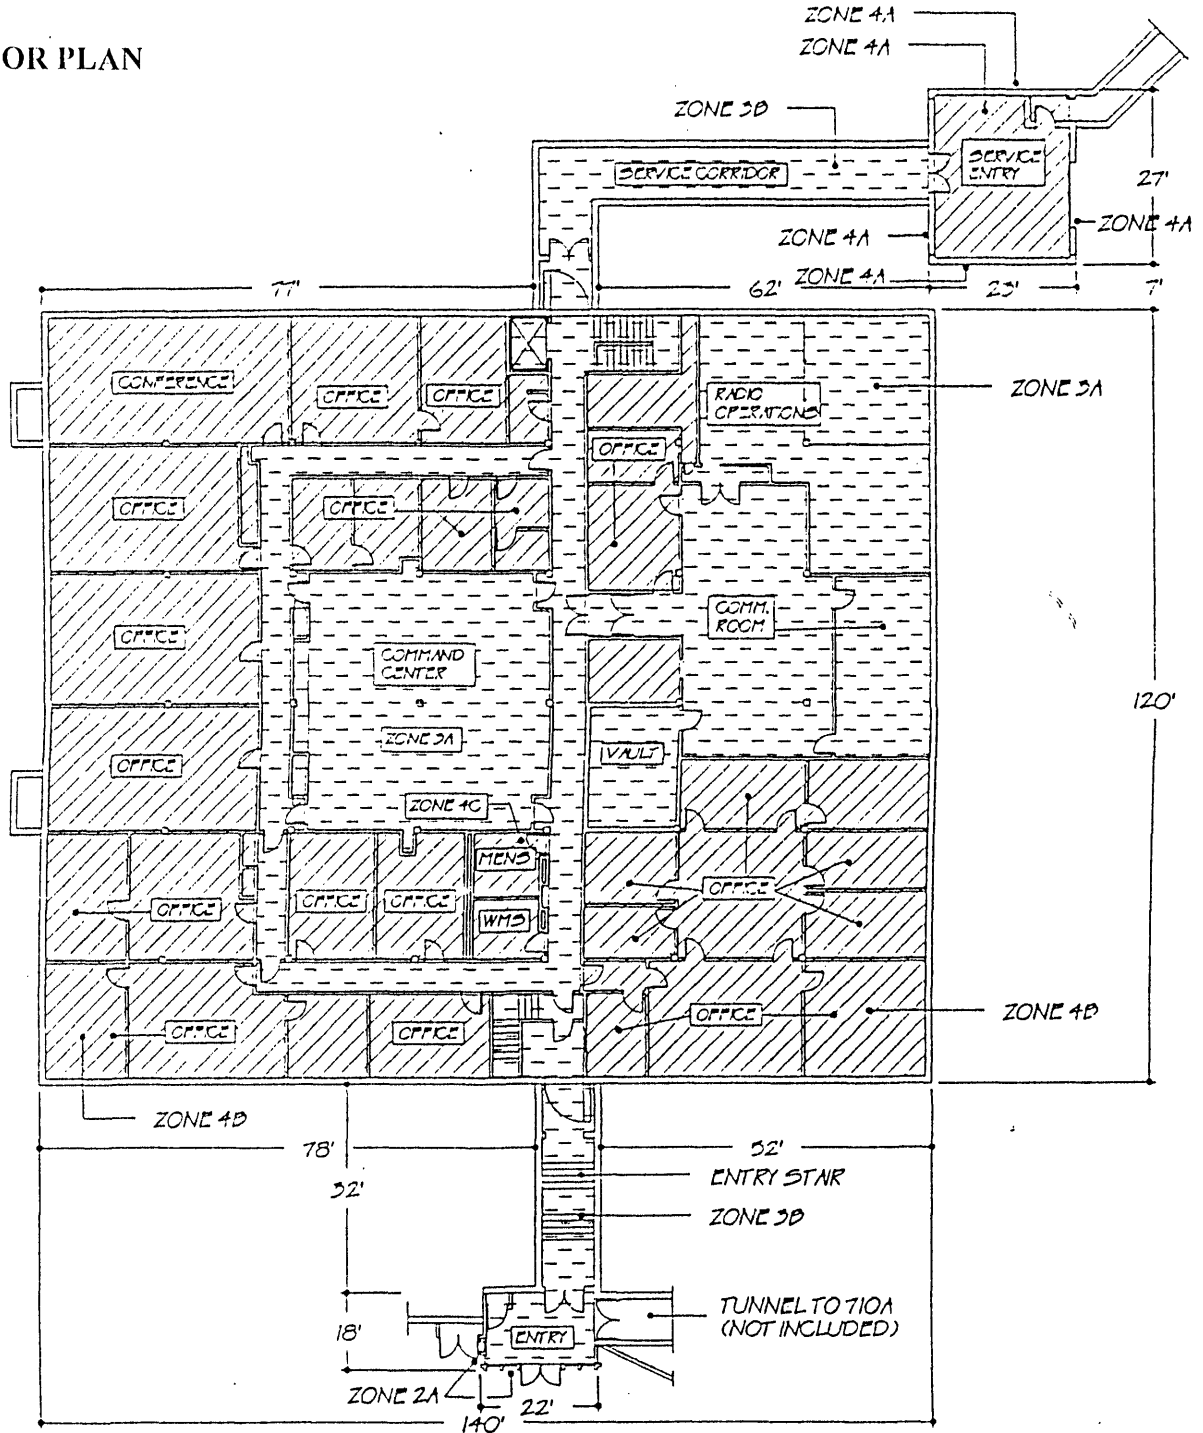 OR PLAN
ZONE 4A
ZONE 4A
ZONE 3B
SERVICE CORRIDOR
SERVICE
ENTRY
27'
ZONE 4A
ZONE 4A
ZONE 4A
77'
62'
23'
7'
CONFERENCE
OFFICE
OFFICE
RADIO
OPERATIONS
ZONE 3A
OFFICE
OFFICE
OFFICE
OFFICE
COMM.
ROOM
COMMAND
CENTER
120'
ZONE 3A
VAULT
OFFICE
ZONE 4C
MENS
OFFICE
OFFICE
OFFICE
OFFICE
WMS
OFFICE
OFFICE
OFFICE
ZONE 4B
ZONE 4B
78'
52'
32'
ENTRY STAIR
ZONE 3B
TUNNEL TO 710A
(NOT INCLUDED)
18'
ENTRY
ZONE 2A
22'
140'